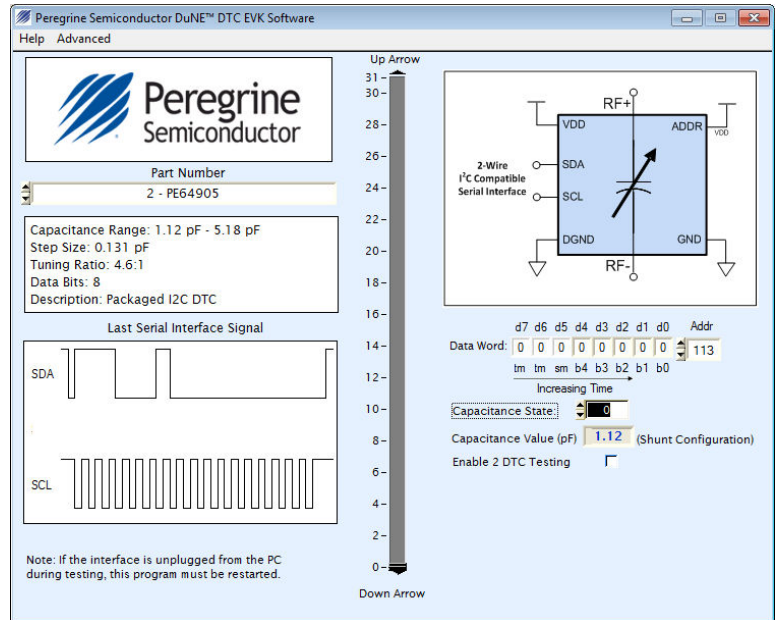 Peregrine Semiconductor DuNE™ DTC EVK Software
Help Advanced
Peregrine
Semiconductor
Part Number
2 - PE64905
Capacitance Range: 1.12 pF - 5.18 pF
Step Size: 0.131 pF
Tuning Ratio: 4.6:1
Data Bits: 8
Description: Packaged I2C DTC
Last Serial Interface Signal
SDA
SCL
Note: If the interface is unplugged from the PC
during testing, this program must be restarted.
Up Arrow
31
30
28
26
24
22
20
18
16
14
12
10
8
6
4
2
0
Down Arrow
RF+
VDD
ADDR
VDD
2-Wire
I²C Compatible
Serial Interface
SDA
SCL
DGND
GND
RF-
d7 d6 d5 d4 d3 d2 d1 d0 Addr
Data Word: 0 0 0 0 0 0 0 0 113
tm tm sm b4 b3 b2 b1 b0
Increasing Time
Capacitance State: 0
Capacitance Value (pF) 1.12 (Shunt Configuration)
Enable 2 DTC Testing